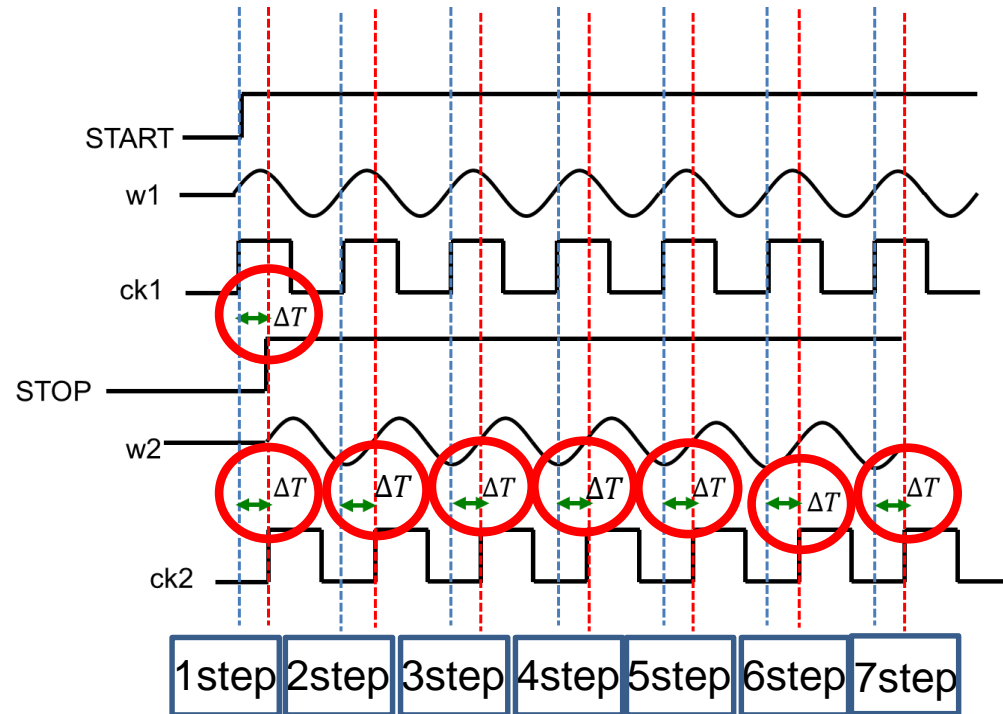 START
w1
ck1
ΔT
STOP
w2
ΔT ΔT ΔT ΔT ΔT ΔT ΔT
ck2
1step 2step 3step 4step 5step 6step 7step